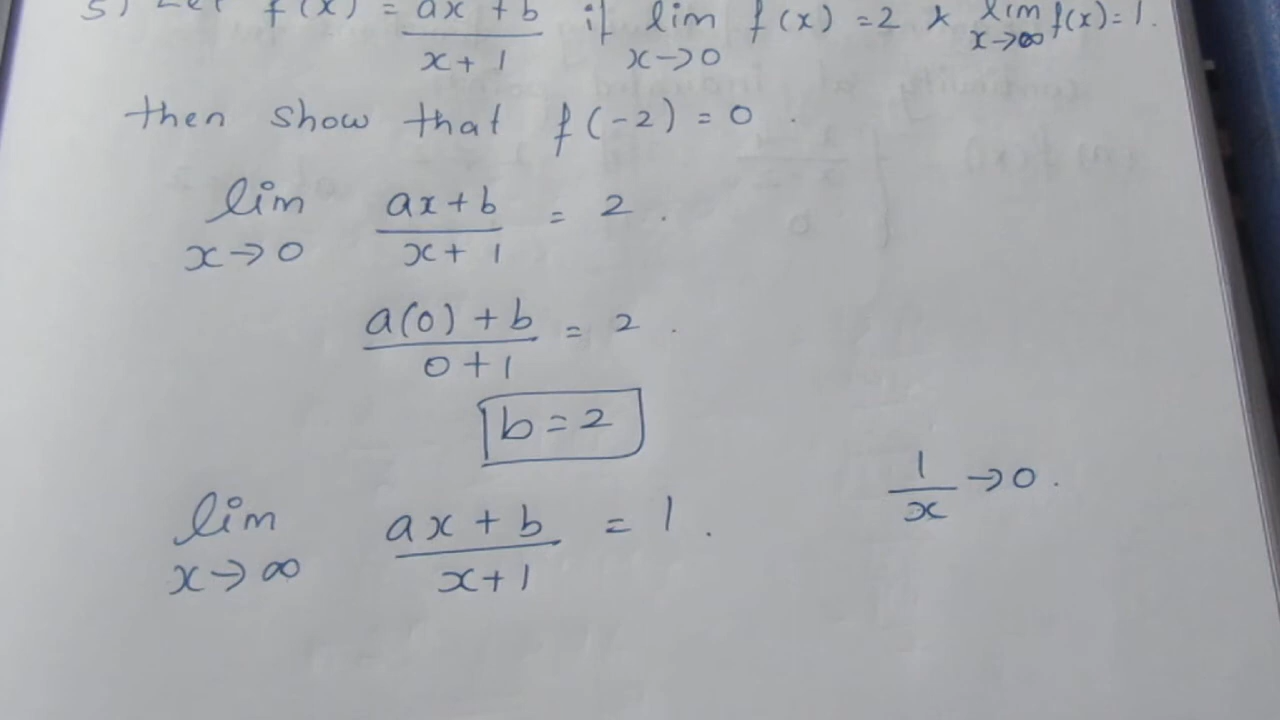 5) Let f(x) = ax + b / x + 1 if lim x→0 f(x) = 2 & lim x→∞ f(x) = 1.
then show that f(-2) = 0.
lim x→0 ax + b / x + 1 = 2.
a(0) + b / 0 + 1 = 2.
b = 2
1 / x → 0.
lim x→∞ ax + b / x + 1 = 1.